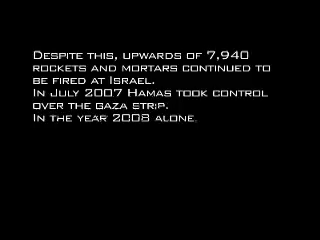 Despite this, upwards of 7,940
rockets and mortars continued to
be fired at Israel.
In July 2007 Hamas took control
over the gaza strip.
In the year 2008 alone.